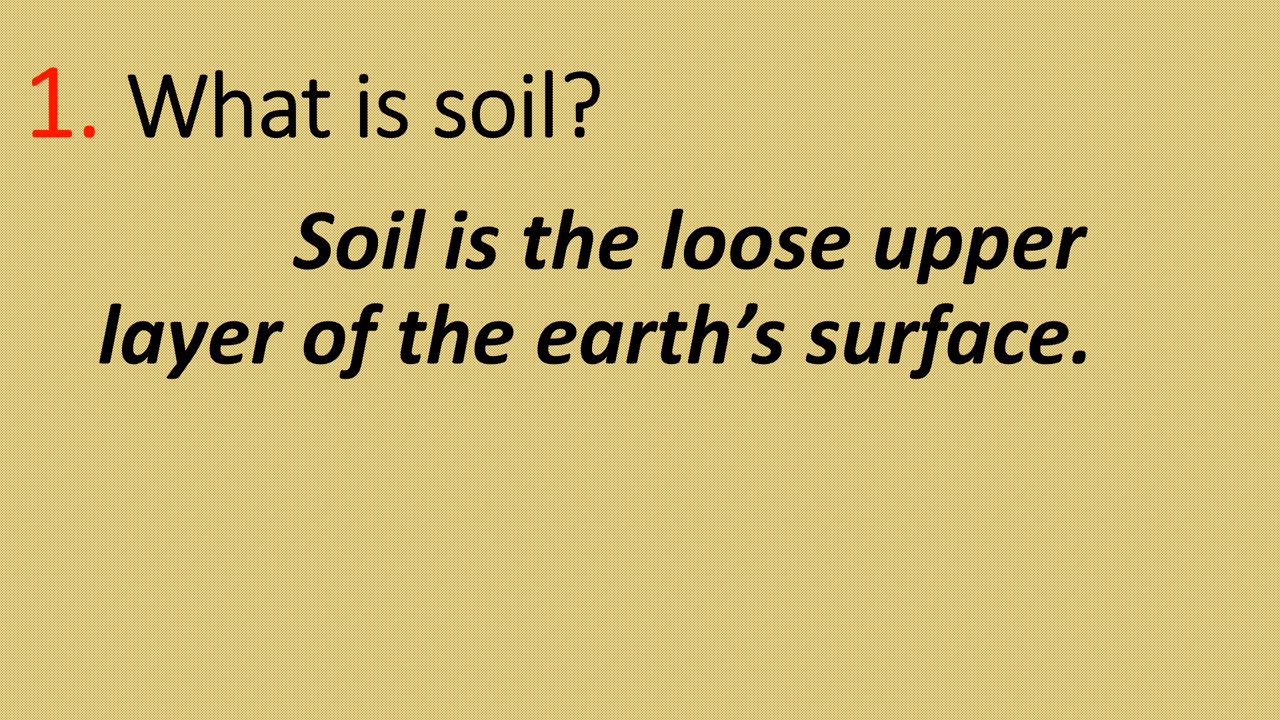 1. What is soil?
Soil is the loose upper
layer of the earth’s surface.